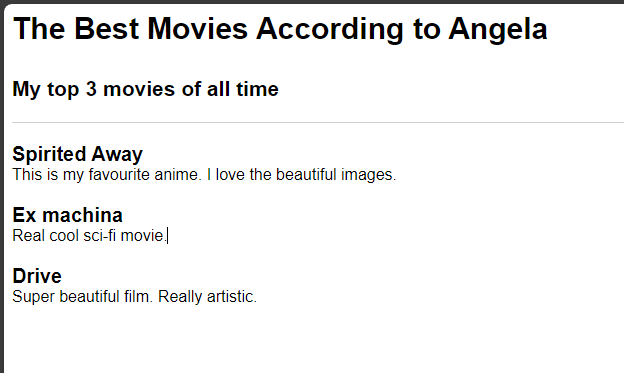 The Best Movies According to Angela
My top 3 movies of all time
Spirited Away
This is my favourite anime. I love the beautiful images.
Ex machina
Real cool sci-fi movie.
Drive
Super beautiful film. Really artistic.